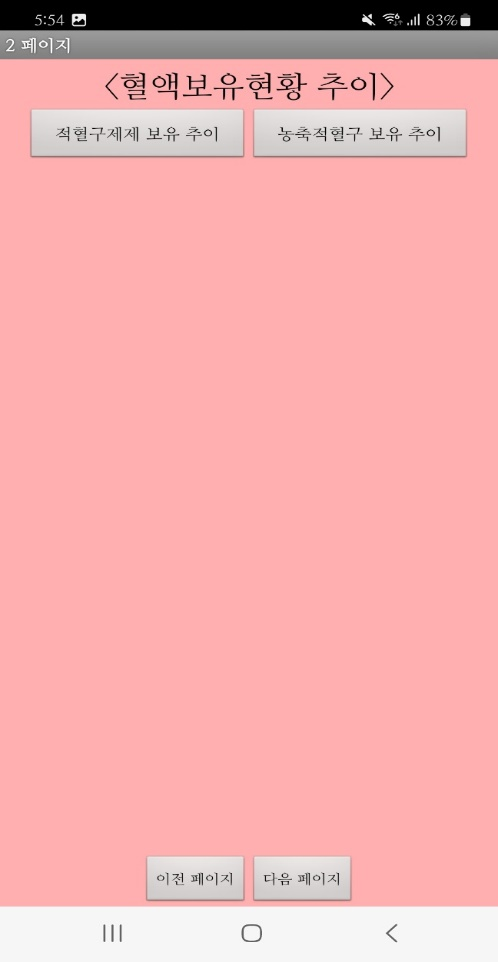 5:54 83%
2 페이지
〈혈액보유현황 추이〉
적혈구제제 보유 추이 농축적혈구 보유 추이
이전 페이지 다음 페이지